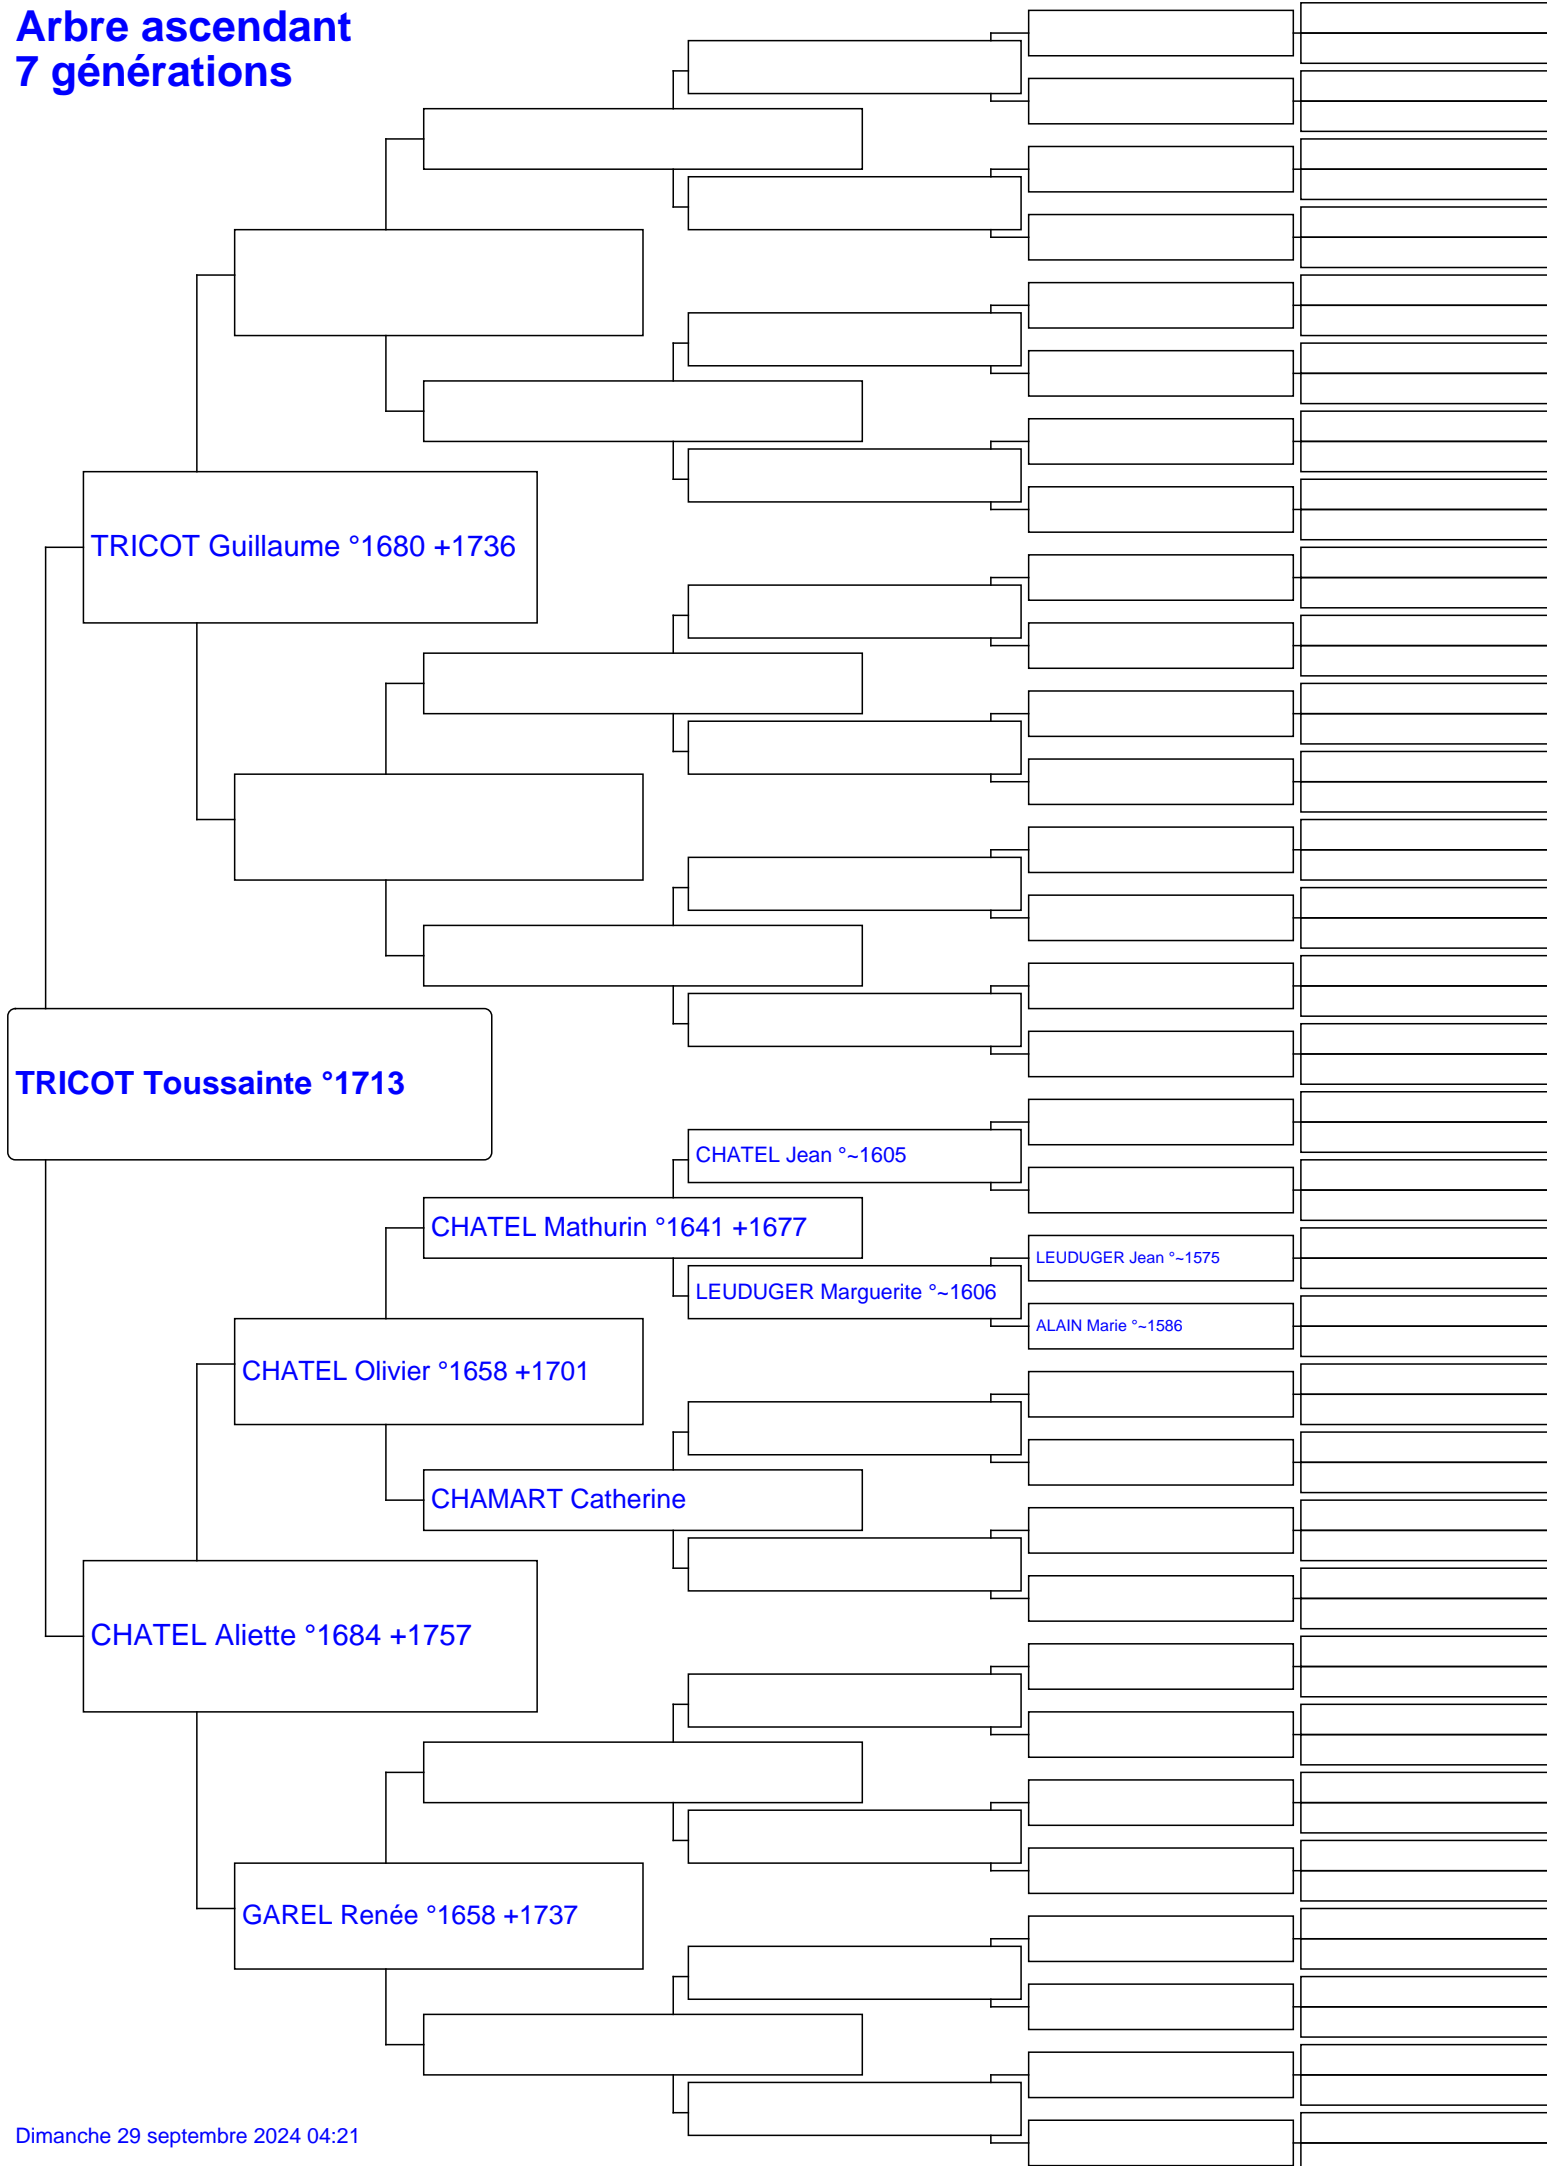 Arbre ascendant
7 générations
TRICOT Guillaume °1680 +1736
TRICOT Toussainte °1713
CHATEL Jean °~1605
CHATEL Mathurin °1641 +1677
LEUDUGER Jean °~1575
LEUDUGER Marguerite °~1606
ALAIN Marie °~1586
CHATEL Olivier °1658 +1701
CHAMART Catherine
CHATEL Aliette °1684 +1757
GAREL Renée °1658 +1737
Dimanche 29 septembre 2024 04:21